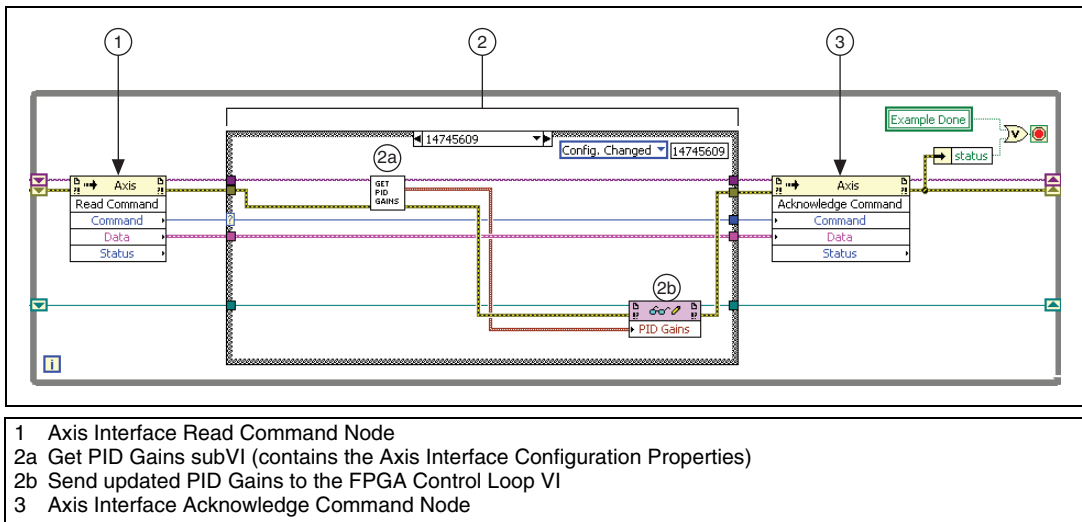 1
2
3
Example Done
14745609
Config. Changed
14745609
2a
status
Axis
Read Command
Command
Data
Status
GET
PID
GAINS
?
Axis
Acknowledge Command
Command
Data
Status
2b
PID Gains
i
1 Axis Interface Read Command Node
2a Get PID Gains subVI (contains the Axis Interface Configuration Properties)
2b Send updated PID Gains to the FPGA Control Loop VI
3 Axis Interface Acknowledge Command Node